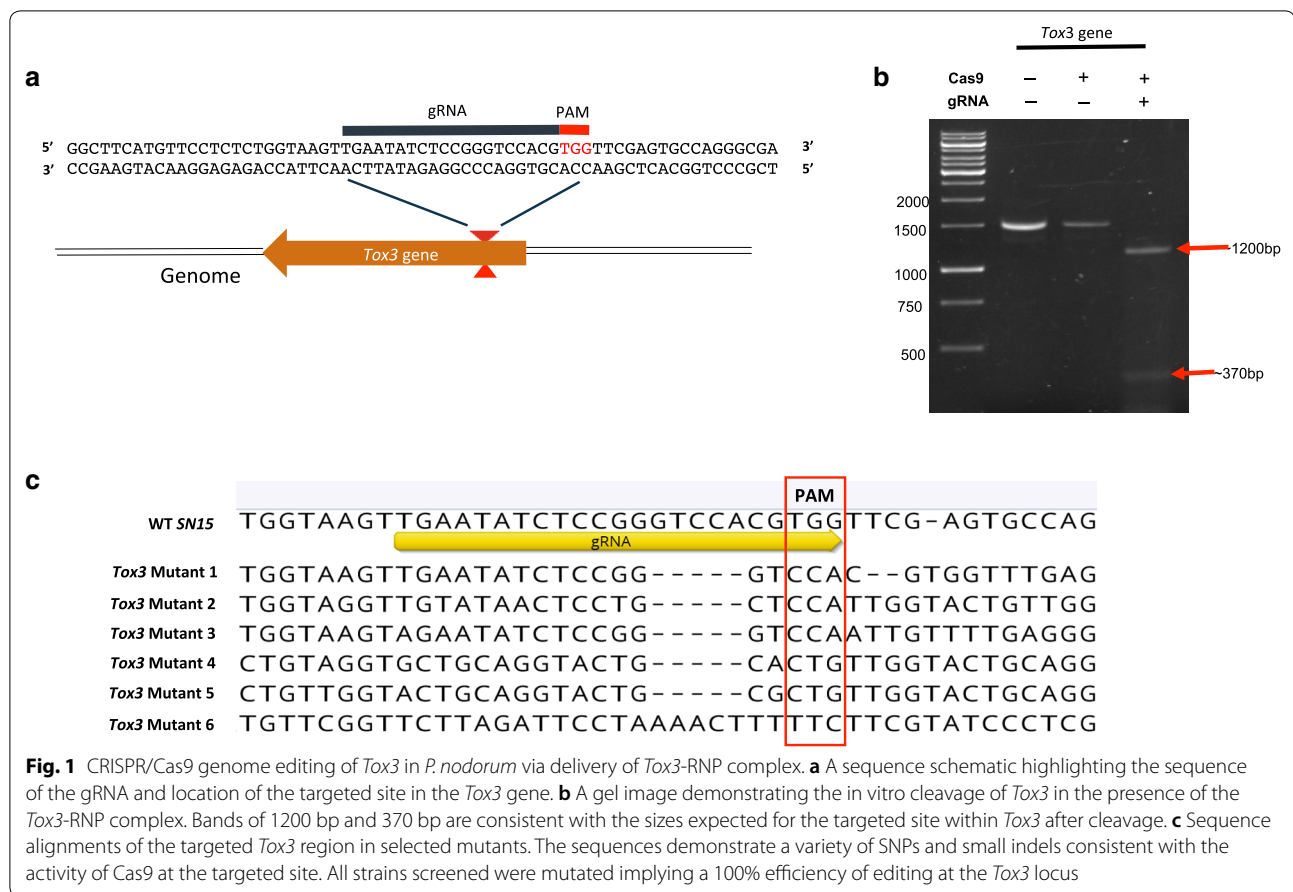 a
gRNA PAM
5’ GGCTTCATGTTCCTCTCTGGTAAGTTGAATATCTCCGGGTCCACGTGGTTCGAGTGCCAGGGCGA 3’
3’ CCGAAGTACAAGGAGAGACCATTCAACTTATAGAGGCCCAGGTGCACCAAGCTCACGGTCCCGCT 5’
Tox3 gene
Genome
b
Tox3 gene
Cas9 – + +
gRNA – – +
2000
1500
1000
750
500
~1200bp
~370bp
c
PAM
WT SN15 TGGTAAGTTGAATATCTCCGGGTCCACGTGGTTCG-AGTGCCAG
gRNA
Tox3 Mutant 1 TGGTAAGTTGAATATCTCCGG-----GTCCAC--GTGGTTTGAG
Tox3 Mutant 2 TGGTAGGTTGTATAACTCCTG-----CTCCATTGGTACTGTTGG
Tox3 Mutant 3 TGGTAAGTAGAATATCTCCGG-----GTCCAATTGTTTTGAGGG
Tox3 Mutant 4 CTGTAGGTGCTGCAGGTACTG-----CACTGTTGGTACTGCAGG
Tox3 Mutant 5 CTGTTGGTACTGCAGGTACTG-----CGCTGTTGGTACTGCAGG
Tox3 Mutant 6 TGTTCGGTTCTTAGATTCCTAAAACTTTTTCTTCGTATCCCTCG
Fig. 1 CRISPR/Cas9 genome editing of Tox3 in P. nodorum via delivery of Tox3-RNP complex. a A sequence schematic highlighting the sequence
of the gRNA and location of the targeted site in the Tox3 gene. b A gel image demonstrating the in vitro cleavage of Tox3 in the presence of the
Tox3-RNP complex. Bands of 1200 bp and 370 bp are consistent with the sizes expected for the targeted site within Tox3 after cleavage. c Sequence
alignments of the targeted Tox3 region in selected mutants. The sequences demonstrate a variety of SNPs and small indels consistent with the
activity of Cas9 at the targeted site. All strains screened were mutated implying a 100% efficiency of editing at the Tox3 locus